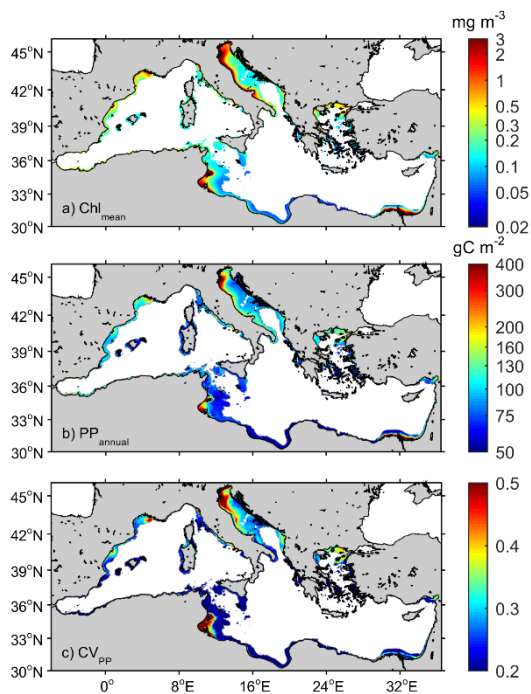 mg m⁻³
45°N
42°N
39°N
36°N
33°N
30°N
a) Chl_mean
3
2
1
0.5
0.3
0.2
0.1
0.05
0.02
gC m⁻²
45°N
42°N
39°N
36°N
33°N
30°N
b) PP_annual
400
300
200
160
130
100
75
50
45°N
42°N
39°N
36°N
33°N
30°N
c) CV_PP
0.5
0.4
0.3
0.2
0° 8°E 16°E 24°E 32°E